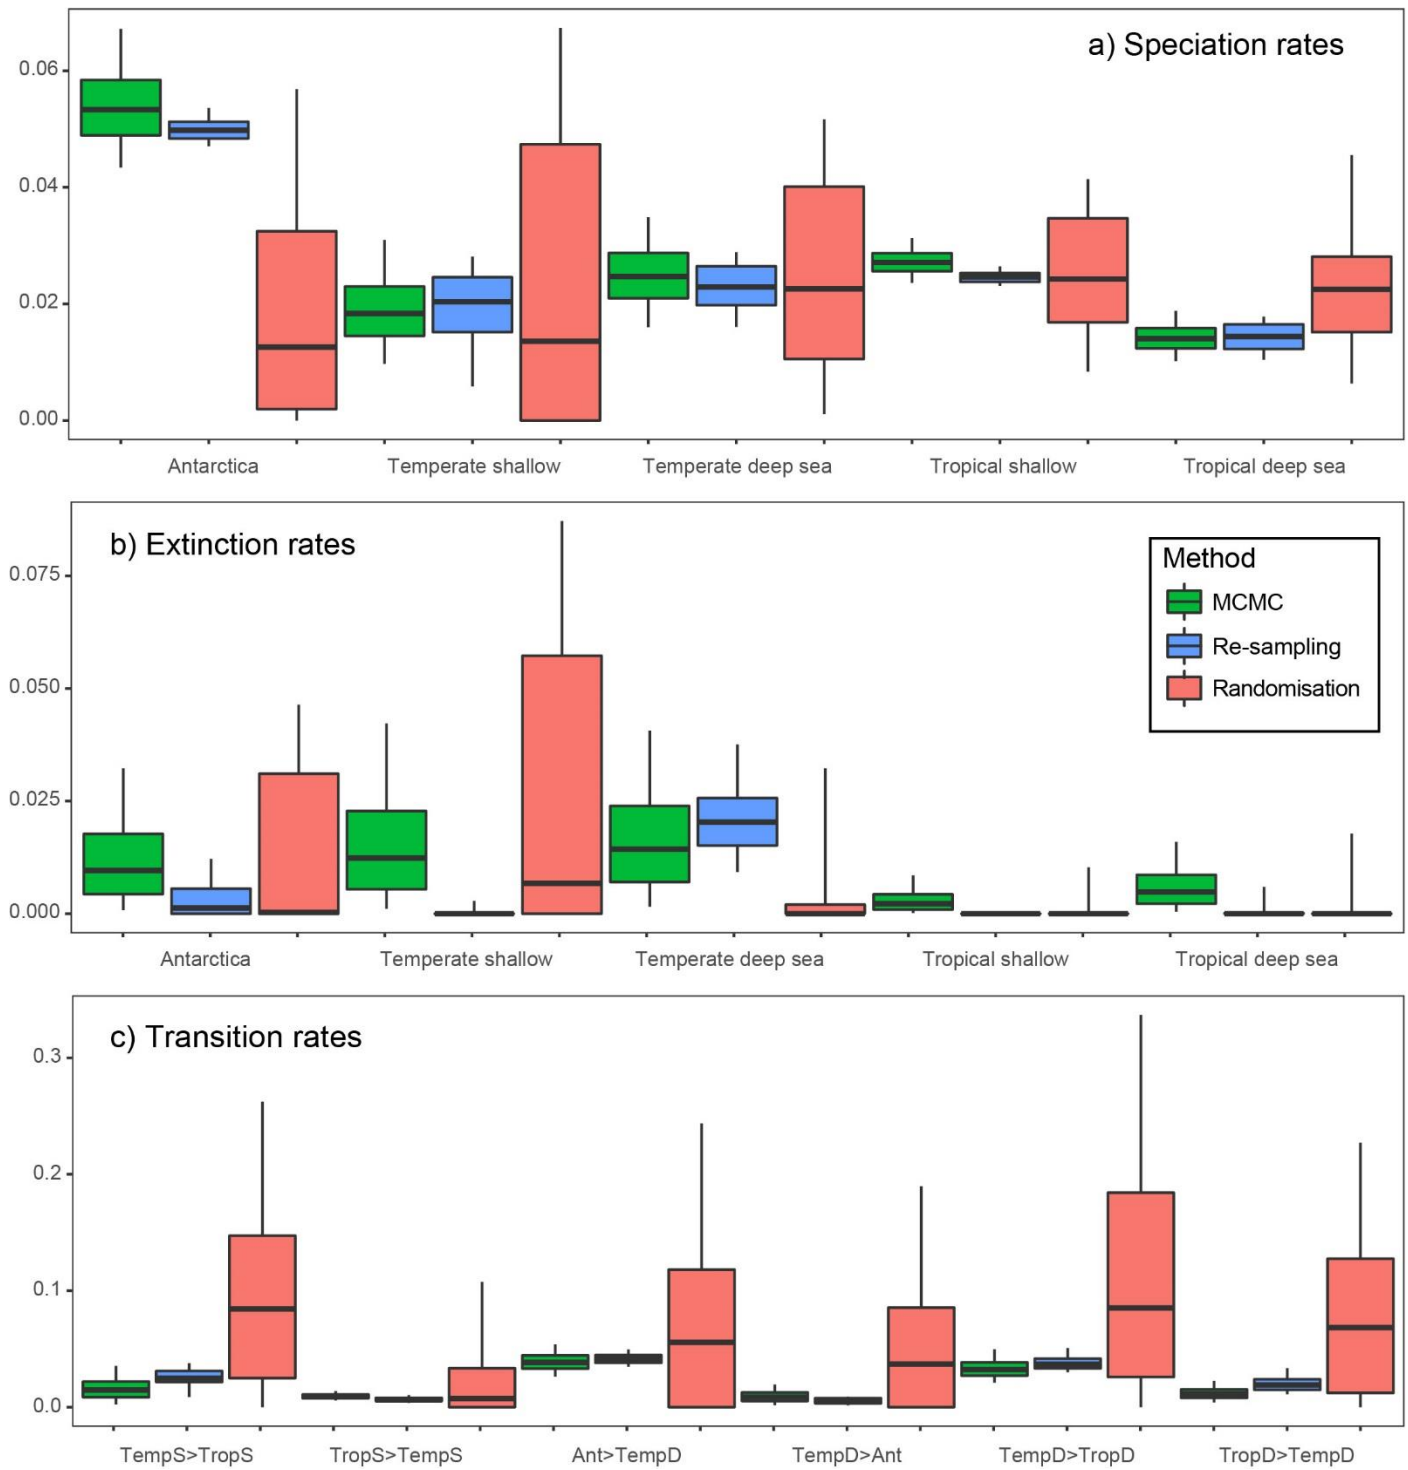 a) Speciation rates
0.06
0.04
0.02
0.00
Antarctica Temperate shallow Temperate deep sea Tropical shallow Tropical deep sea
b) Extinction rates
Method
MCMC
Re-sampling
Randomisation
0.075
0.050
0.025
0.000
Antarctica Temperate shallow Temperate deep sea Tropical shallow Tropical deep sea
c) Transition rates
0.3
0.2
0.1
0.0
TempS>TropS TropS>TempS Ant>TempD TempD>Ant TempD>TropD TropD>TempD